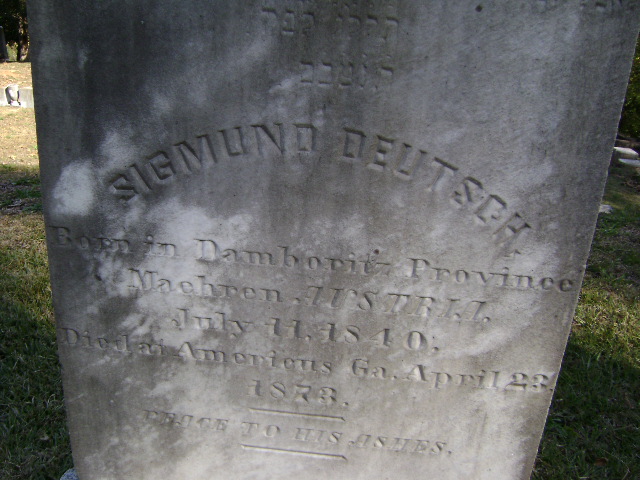 SIGMUND DEUTSCH,
Born in Damboritz Province
Maehren AUSTRIA,
July 11, 1840;
Died at Americus Ga. April 23.
1873.
PEACE TO HIS ASHES.